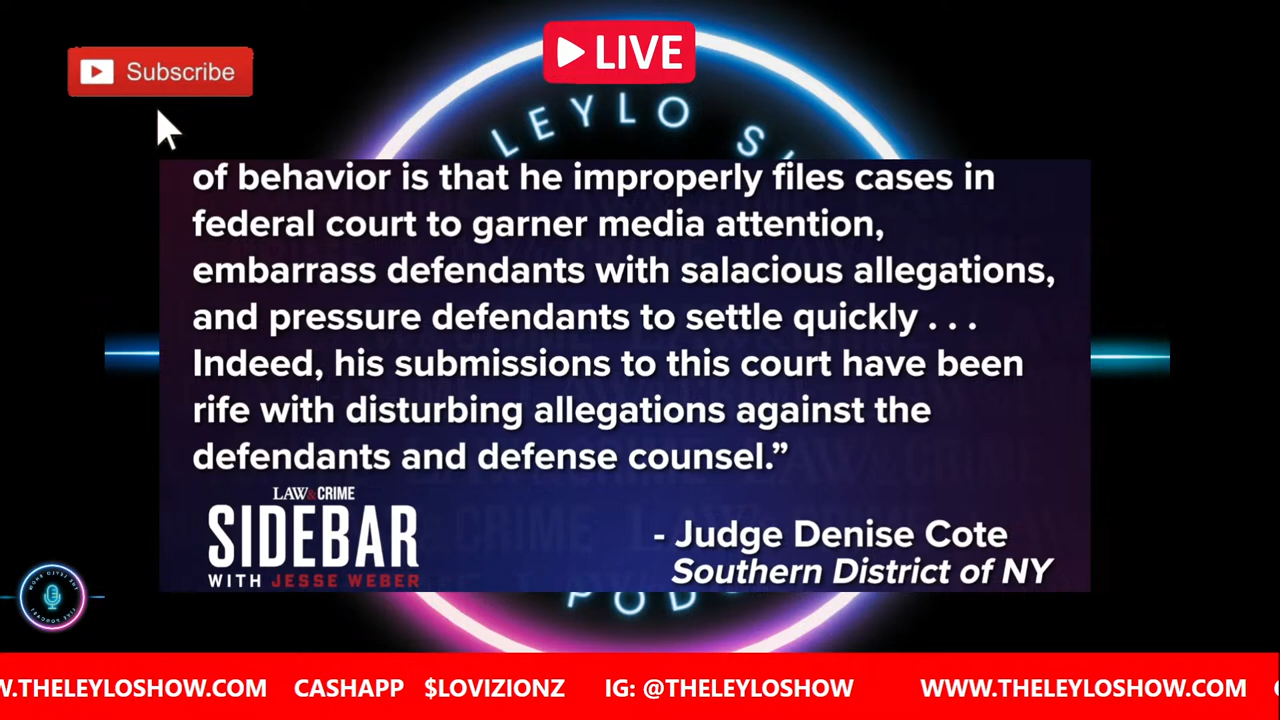 Subscribe
LIVE
LEYLO
of behavior is that he improperly files cases in
federal court to garner media attention,
embarrass defendants with salacious allegations,
and pressure defendants to settle quickly . . .
Indeed, his submissions to this court have been
rife with disturbing allegations against the
defendants and defense counsel.”
LAW&CRIME
SIDEBAR
WITH JESSE WEBER
- Judge Denise Cote
Southern District of NY
W.THELEYLOSHOW.COM CASHAPP $LOVIZIONZ IG: @THELEYLOSHOW WWW.THELEYLOSHOW.COM